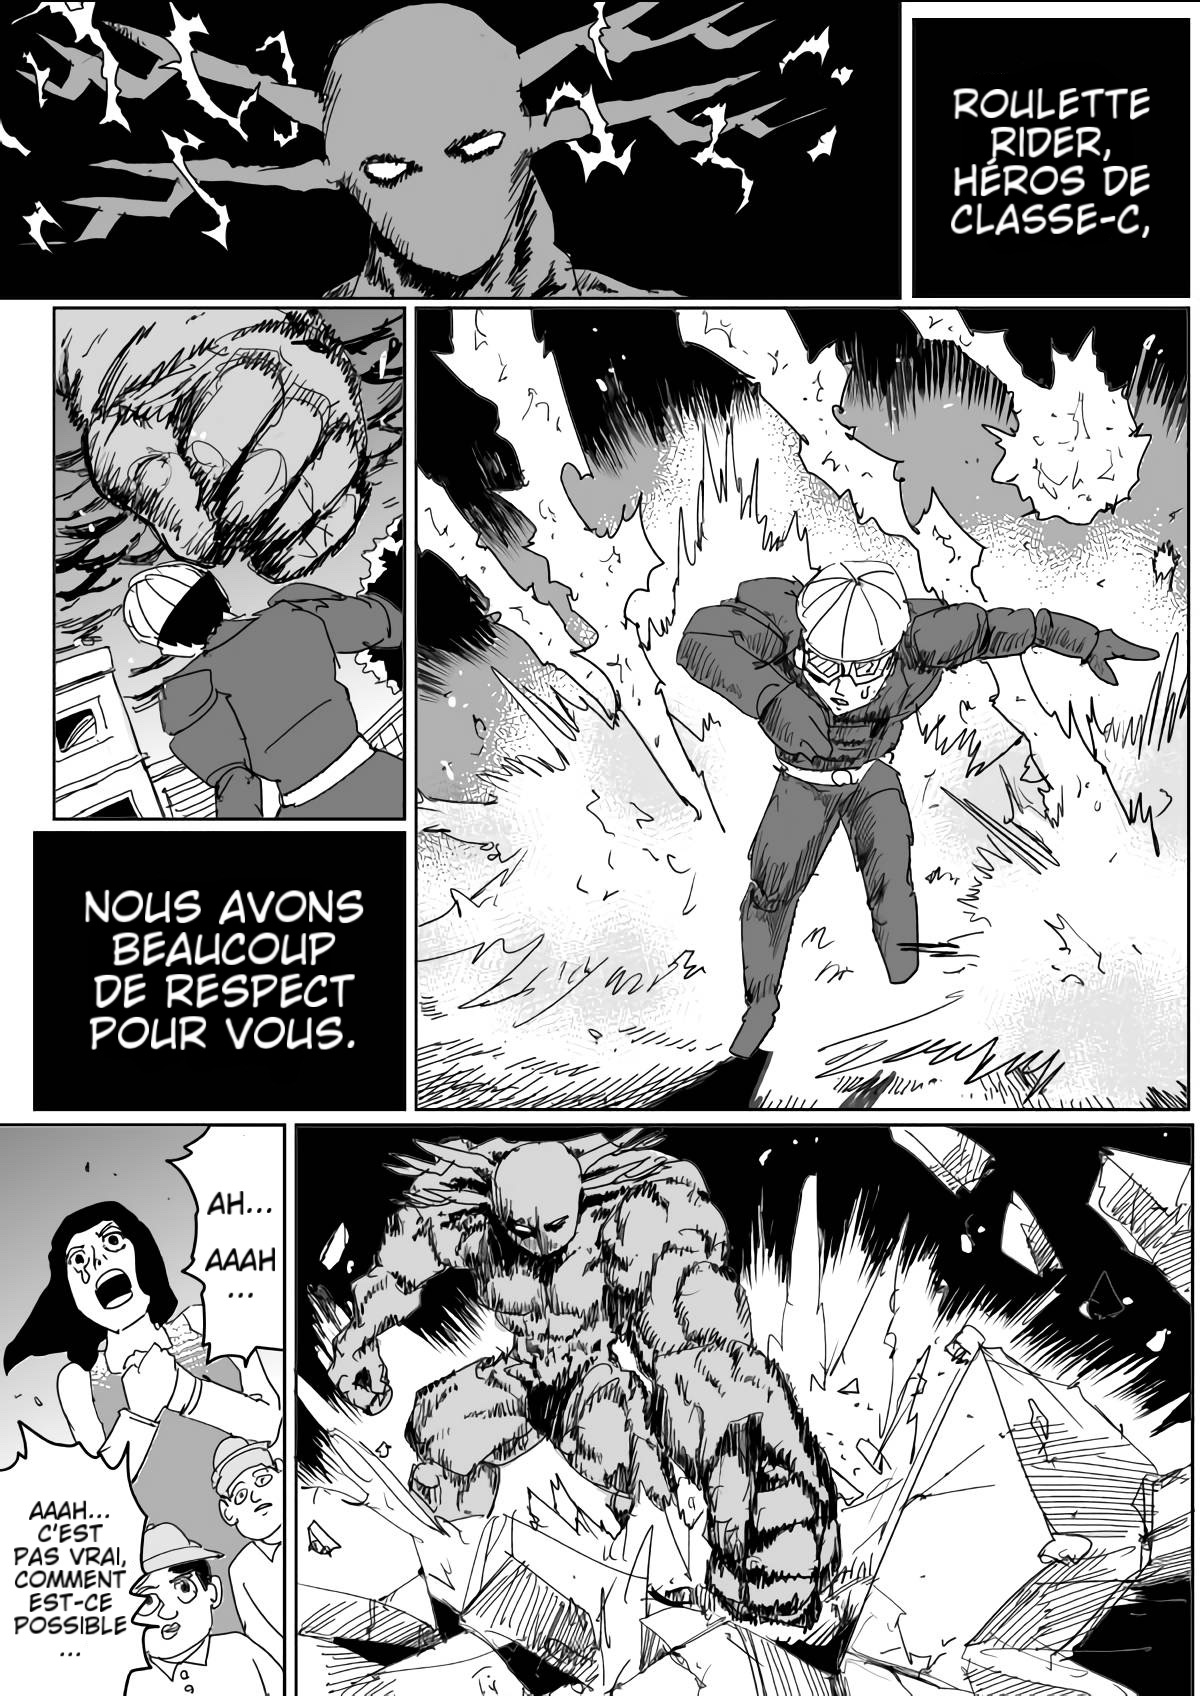 ROULETTE
RIDER,
HÉROS DE
CLASSE-C,
NOUS AVONS
BEAUCOUP
DE RESPECT
POUR VOUS.
AH...
AAAH
...
AAAH...
C'EST
PAS VRAI,
COMMENT
EST-CE
POSSIBLE
...